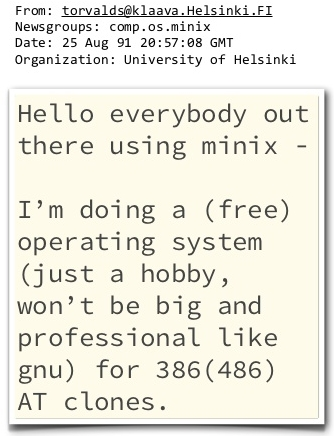 From: torvalds@klaava.Helsinki.FI
Newsgroups: comp.os.minix
Date: 25 Aug 91 20:57:08 GMT
Organization: University of Helsinki
Hello everybody out
there using minix -
I’m doing a (free)
operating system
(just a hobby,
won’t be big and
professional like
gnu) for 386(486)
AT clones.